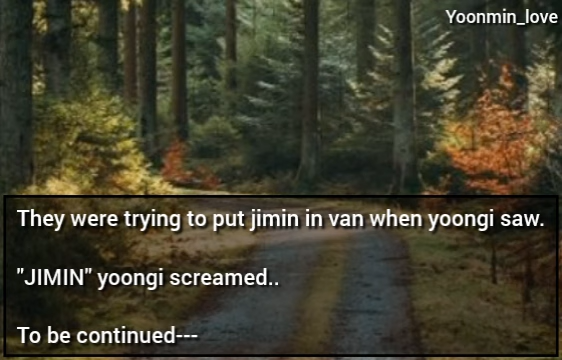 Yoonmin_love
They were trying to put jimin in van when yoongi saw.
"JIMIN" yoongi screamed..
To be continued---